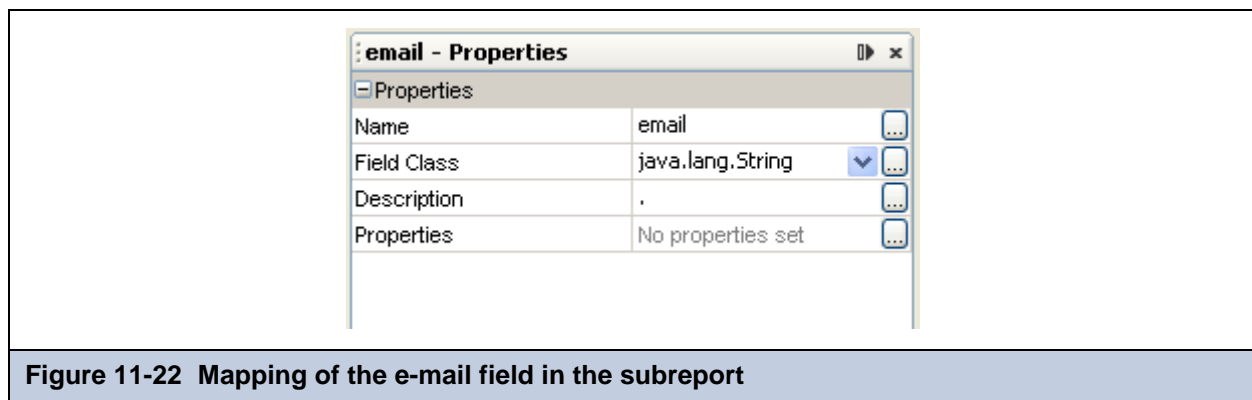 email - Properties
Properties
Name email ...
Field Class java.lang.String ...
Description . ...
Properties No properties set ...
Figure 11-22 Mapping of the e-mail field in the subreport